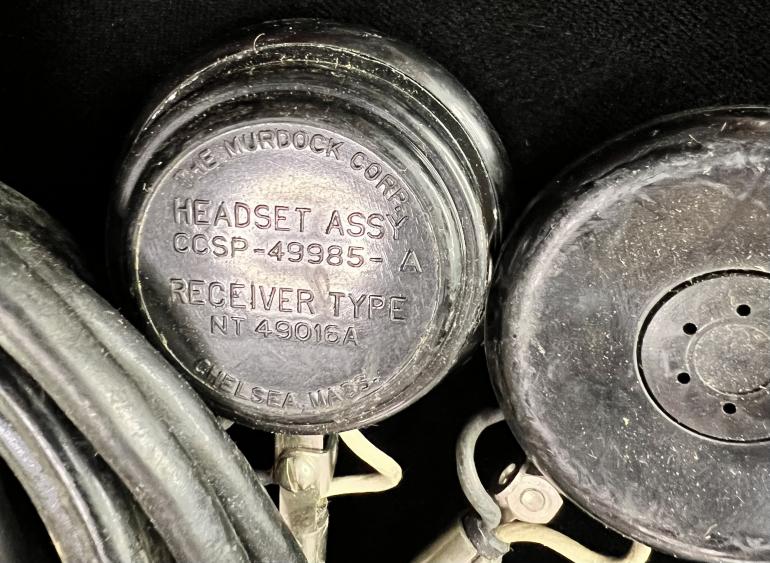 THE MURDOCK CORP.
HEADSET ASSY
CCSP-49985-A
RECEIVER TYPE
NT 49016A
CHELSEA, MASS.